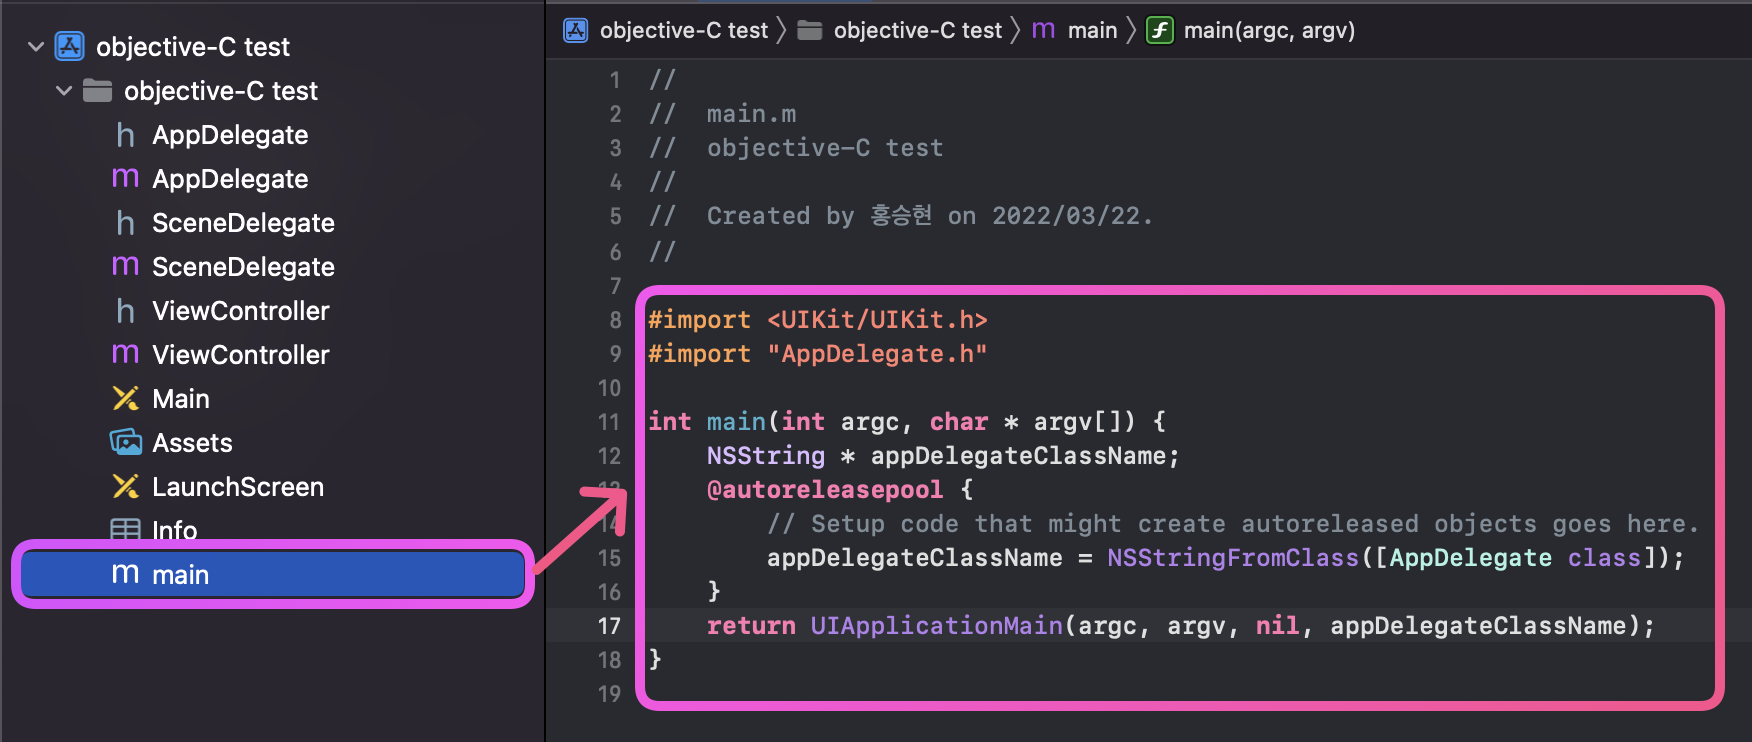 objective-C test
objective-C test
h AppDelegate
m AppDelegate
h SceneDelegate
m SceneDelegate
h ViewController
m ViewController
Main
Assets
LaunchScreen
Info
m main
objective-C test 〉 objective-C test 〉 m main 〉 f main(argc, argv)
1 //
2 //  main.m
3 //  objective-C test
4 //
5 //  Created by 홍승현 on 2022/03/22.
6 //
7
8 #import <UIKit/UIKit.h>
9 #import "AppDelegate.h"
10
11 int main(int argc, char * argv[]) {
12     NSString * appDelegateClassName;
13     @autoreleasepool {
14         // Setup code that might create autoreleased objects goes here.
15         appDelegateClassName = NSStringFromClass([AppDelegate class]);
16     }
17     return UIApplicationMain(argc, argv, nil, appDelegateClassName);
18 }
19